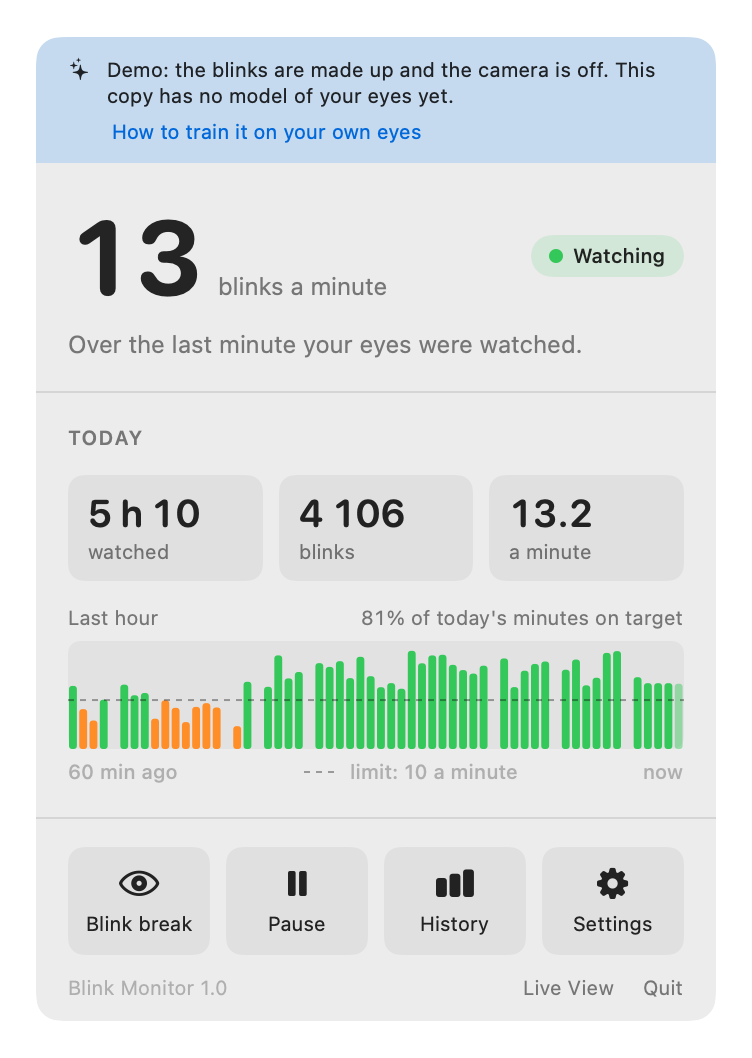 Demo: the blinks are made up and the camera is off. This
copy has no model of your eyes yet.
How to train it on your own eyes
13 blinks a minute
Watching
Over the last minute your eyes were watched.
TODAY
5 h 10
watched
4 106
blinks
13.2
a minute
Last hour
81% of today's minutes on target
60 min ago
limit: 10 a minute
now
Blink break
Pause
History
Settings
Blink Monitor 1.0
Live View
Quit